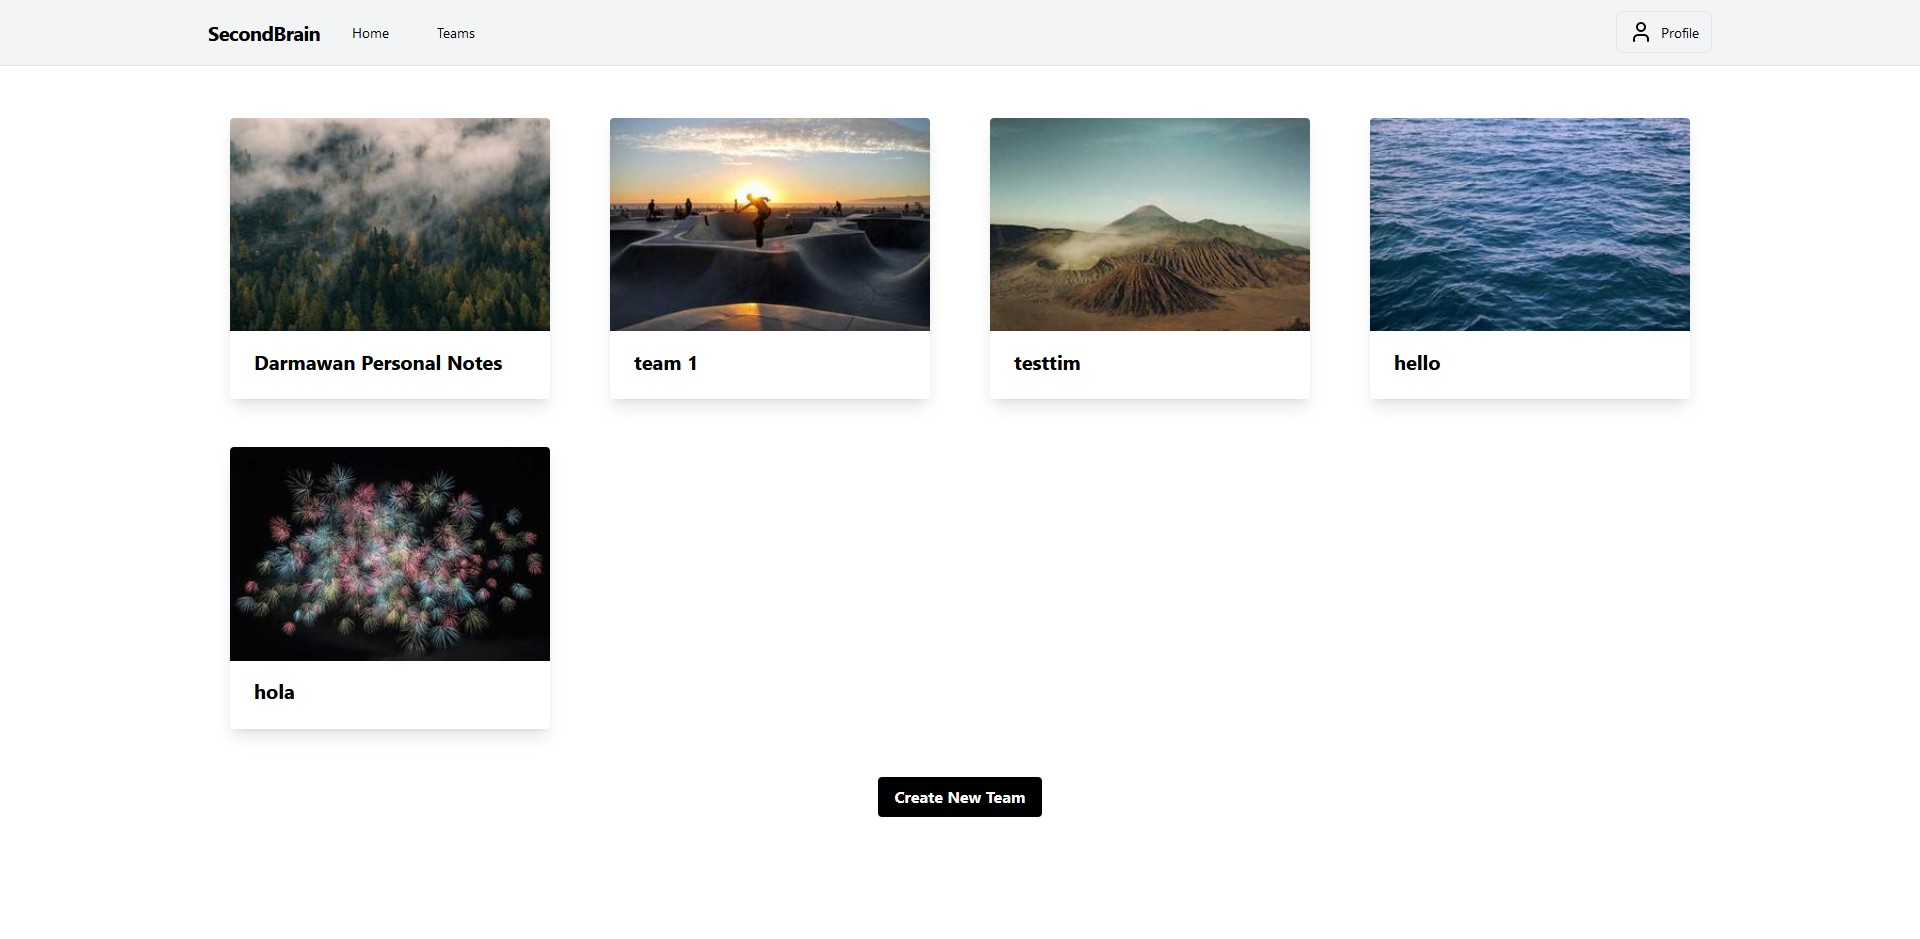 SecondBrain Home Teams Profile
Darmawan Personal Notes
team 1
testtim
hello
hola
Create New Team